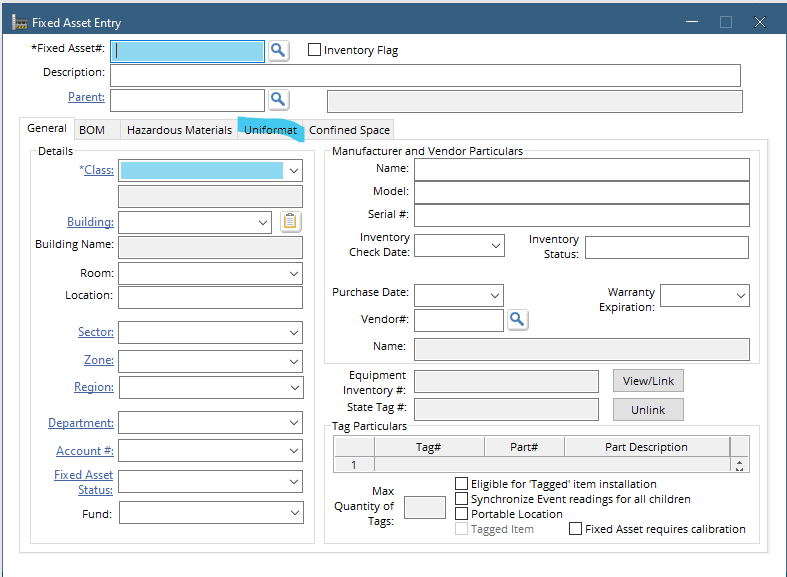 Fixed Asset Entry
*Fixed Asset#:
Inventory Flag
Description:
Parent:
General BOM Hazardous Materials Uniformat Confined Space
Details
*Class:
Building:
Building Name:
Room:
Location:
Sector:
Zone:
Region:
Department:
Account #:
Fixed Asset
Status:
Fund:
Manufacturer and Vendor Particulars
Name:
Model:
Serial #:
Inventory
Check Date:
Inventory
Status:
Purchase Date:
Warranty
Expiration:
Vendor#:
Name:
Equipment
Inventory #:
View/Link
State Tag #:
Unlink
Tag Particulars
Tag# Part# Part Description
1
Max
Quantity of
Tags:
Eligible for 'Tagged' item installation
Synchronize Event readings for all children
Portable Location
Tagged Item
Fixed Asset requires calibration